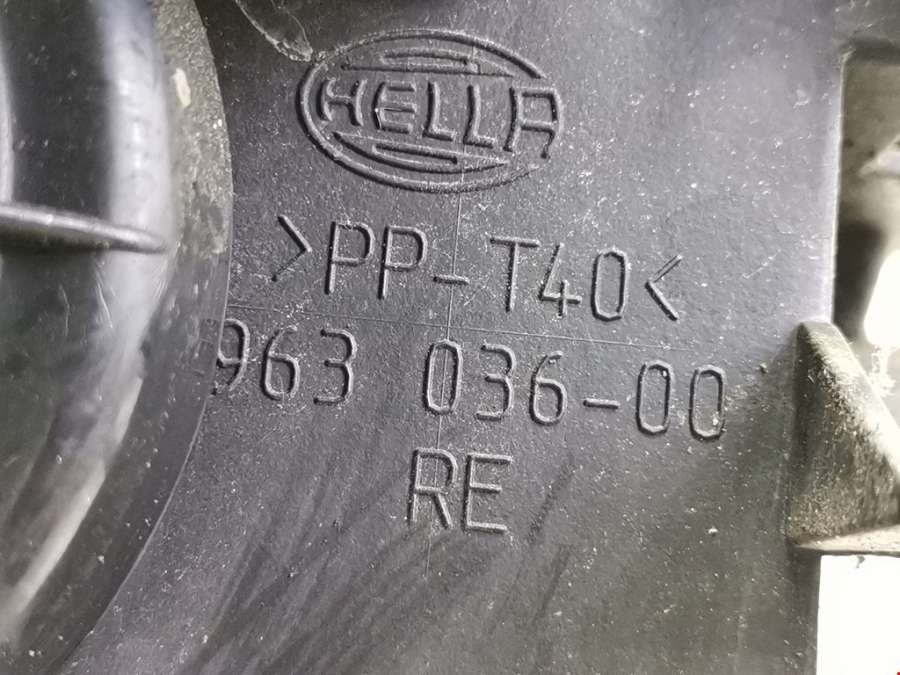 HELLA
>PP-T40<
963 036-00
RE